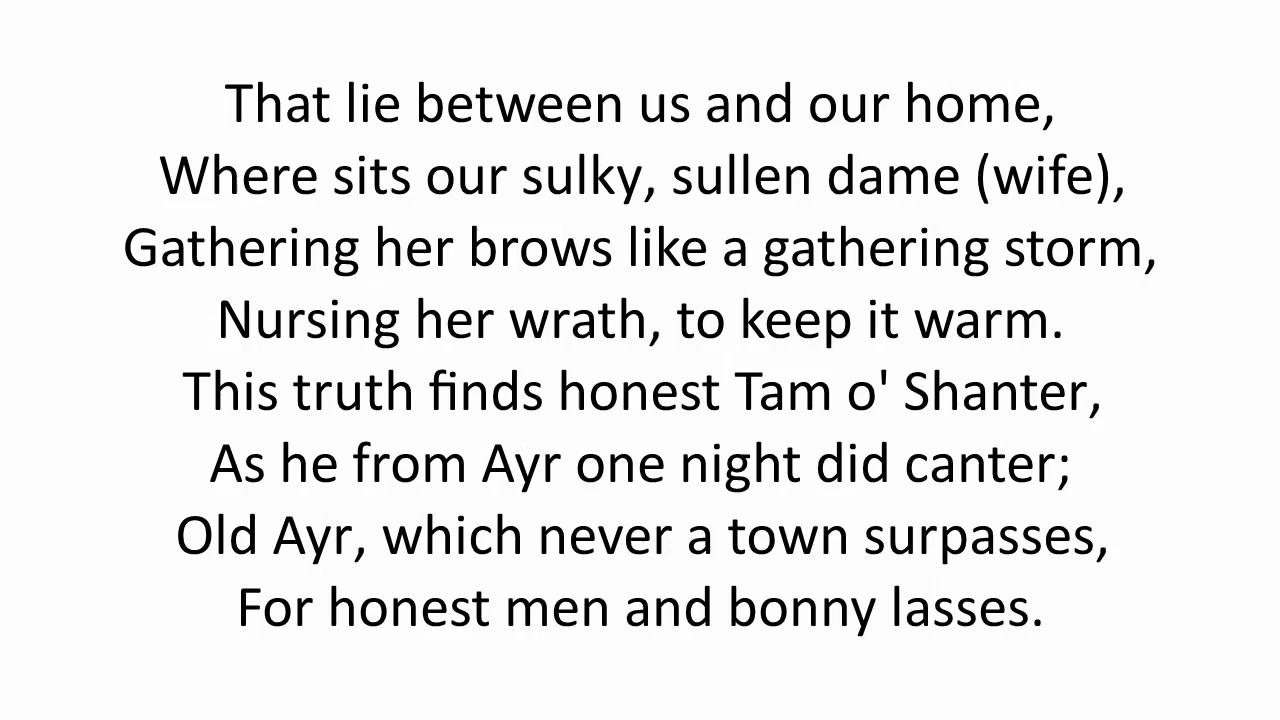 That lie between us and our home,
Where sits our sulky, sullen dame (wife),
Gathering her brows like a gathering storm,
Nursing her wrath, to keep it warm.
This truth finds honest Tam o' Shanter,
As he from Ayr one night did canter;
Old Ayr, which never a town surpasses,
For honest men and bonny lasses.